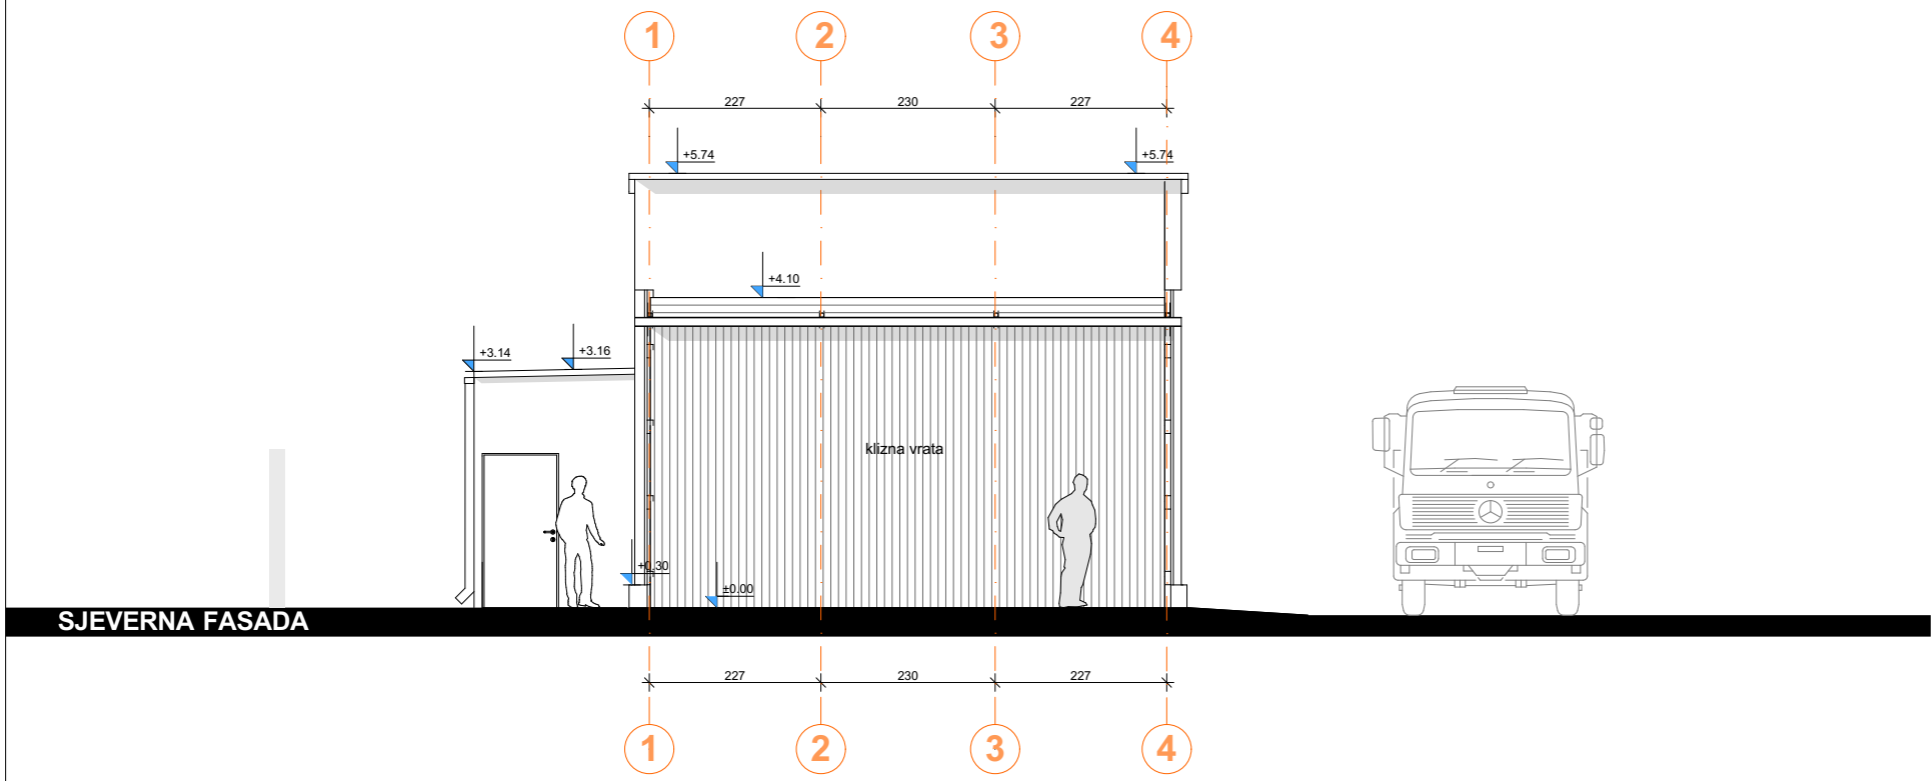 1 2 3 4
227 230 227
+5.74 +5.74
+4.10
+3.14 +3.16
klizna vrata
+0.30
±0.00
SJEVERNA FASADA
227 230 227
1 2 3 4